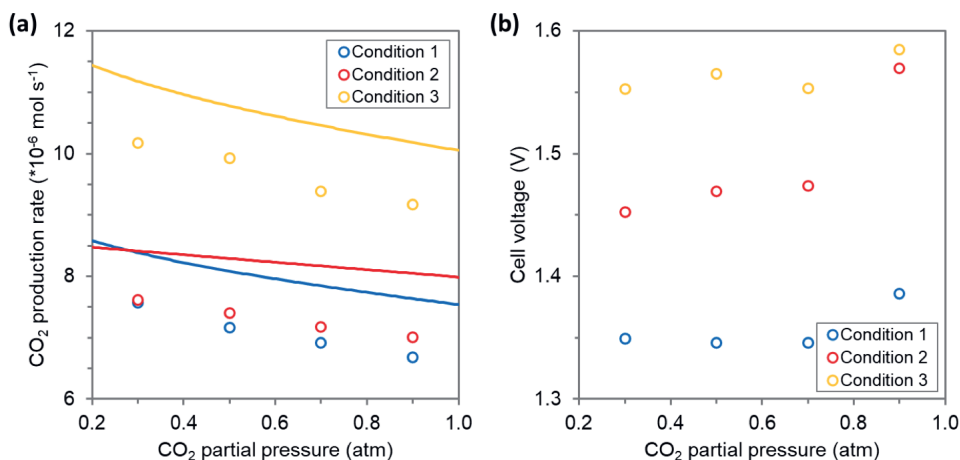 (a)
CO2 production rate (*10-6 mol s-1)
12
10
8
6
0.2 0.4 0.6 0.8 1.0
CO2 partial pressure (atm)
Condition 1
Condition 2
Condition 3
(b)
Cell voltage (V)
1.6
1.5
1.4
1.3
0.2 0.4 0.6 0.8 1.0
CO2 partial pressure (atm)
Condition 1
Condition 2
Condition 3